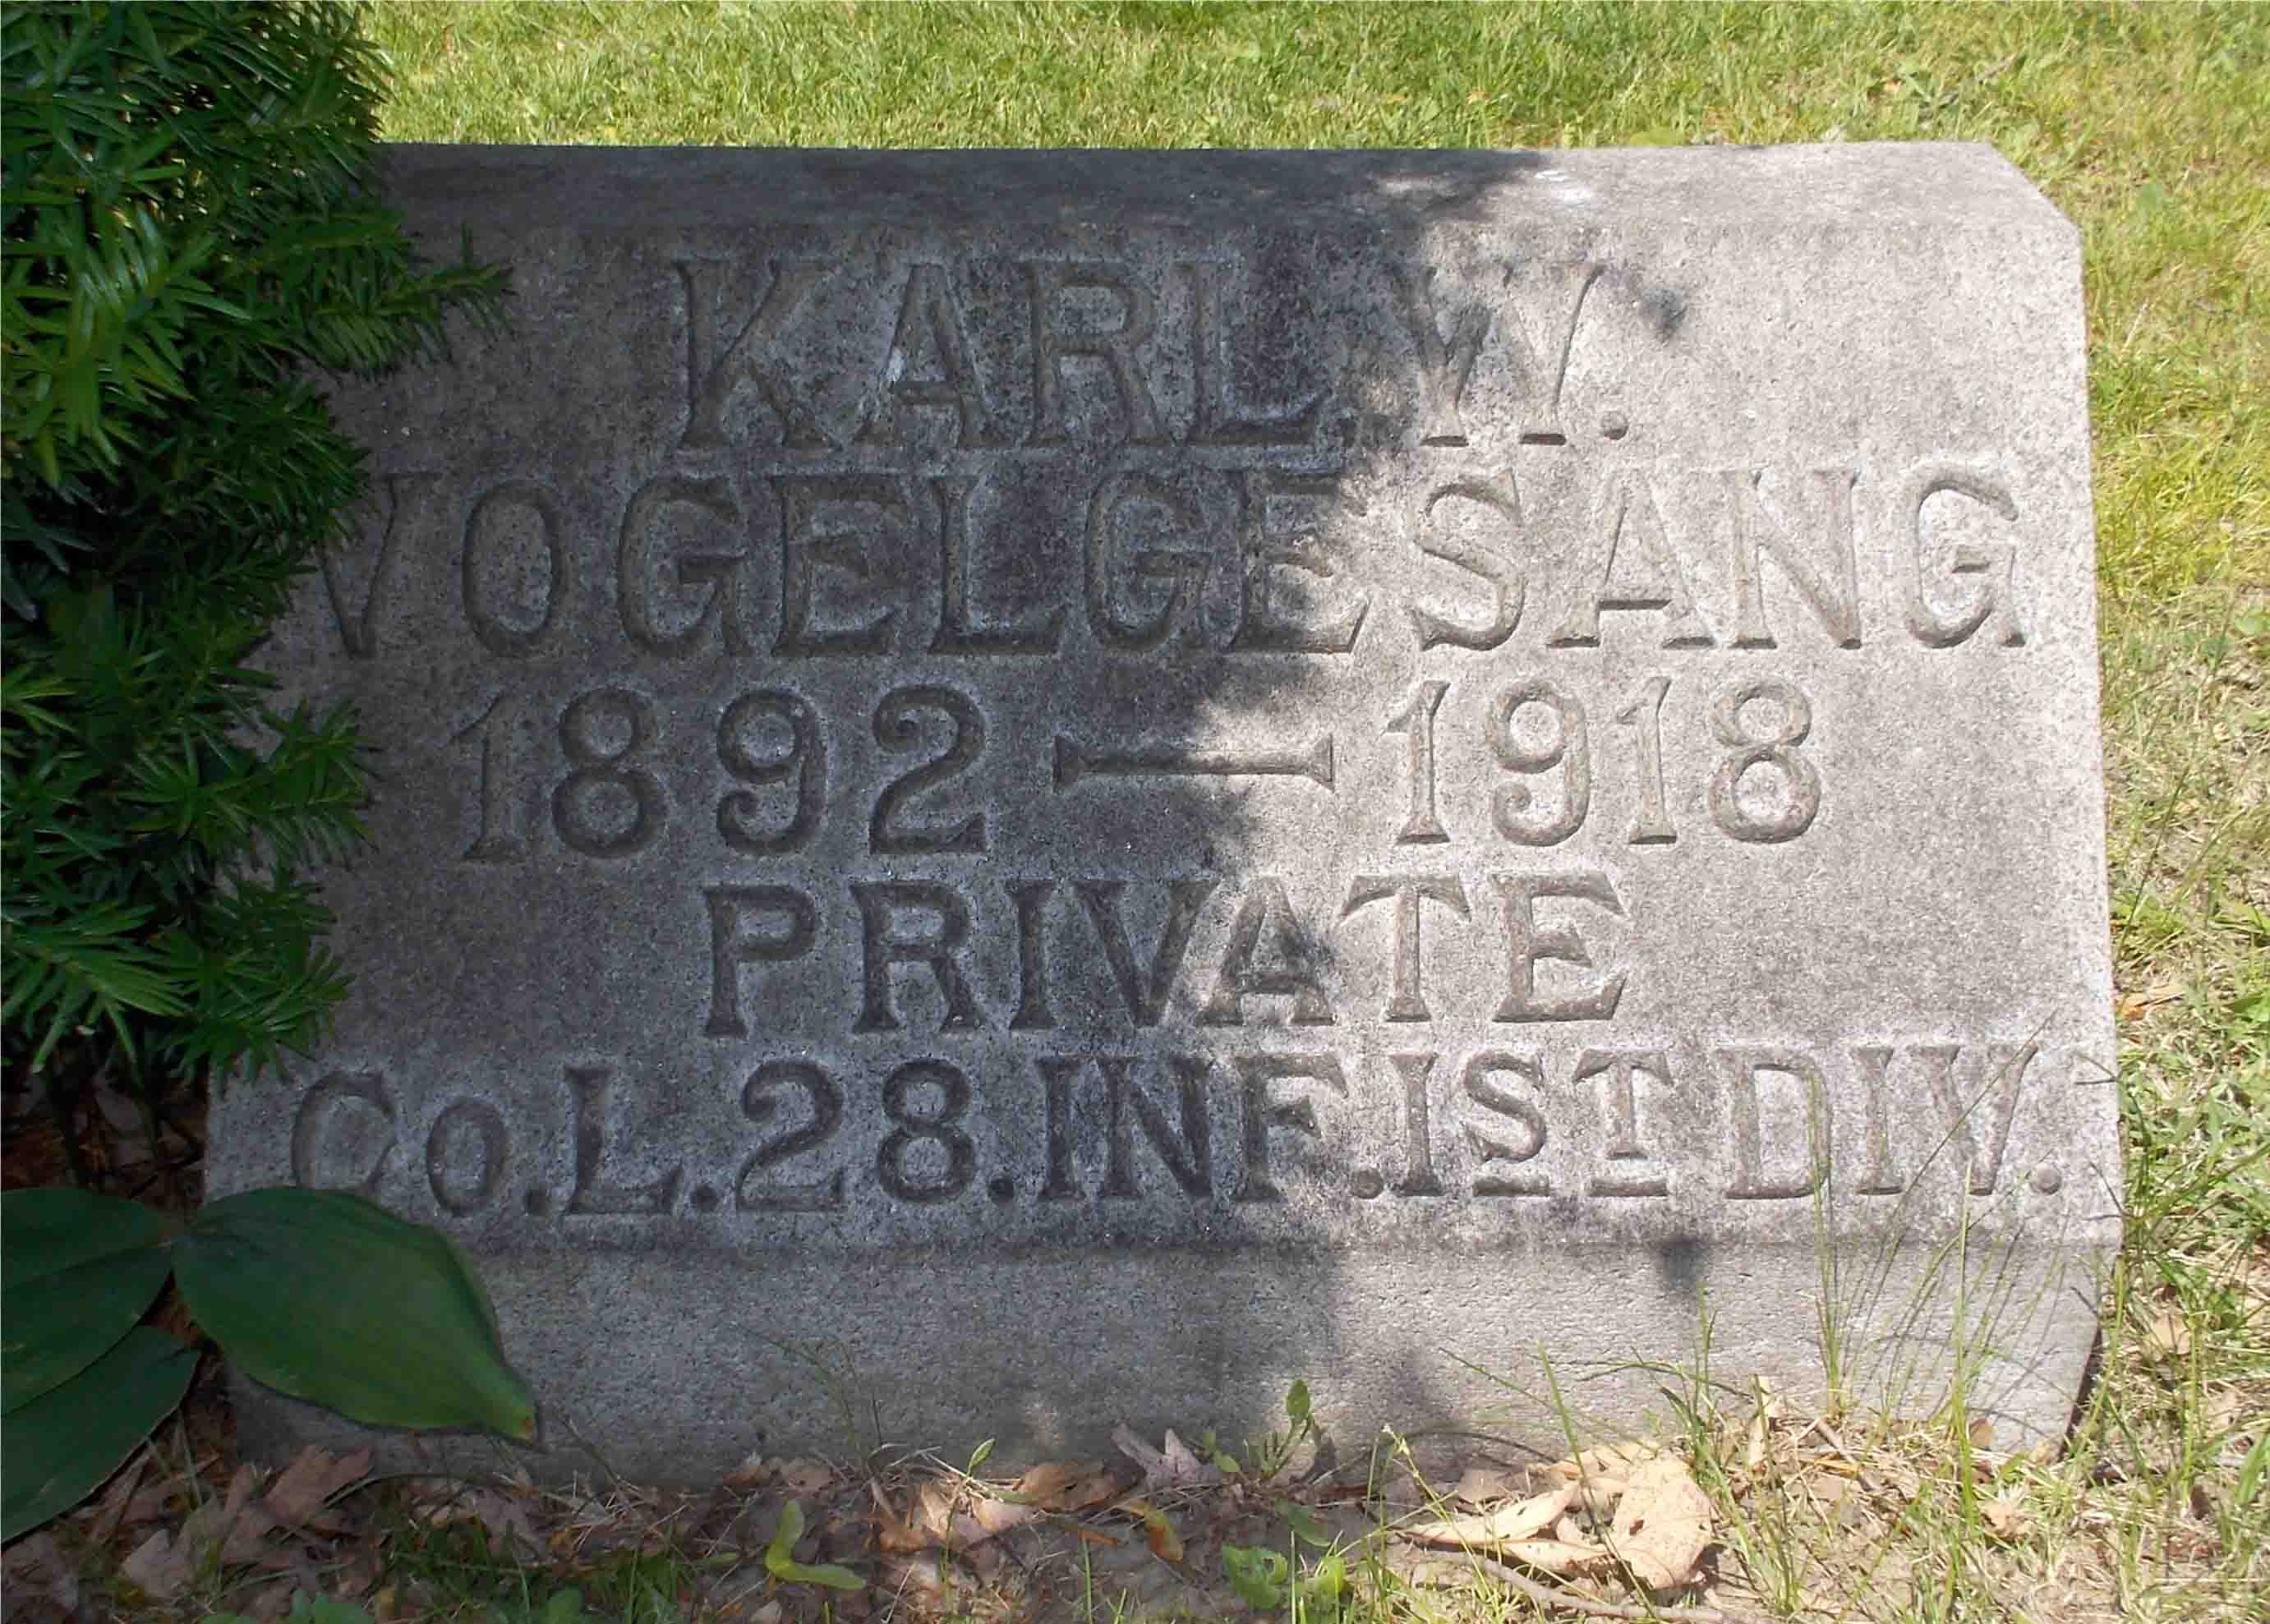 KARL W.
VOGELGESANG
1892 — 1918
PRIVATE
Co. L. 28. INF. 1ST DIV.